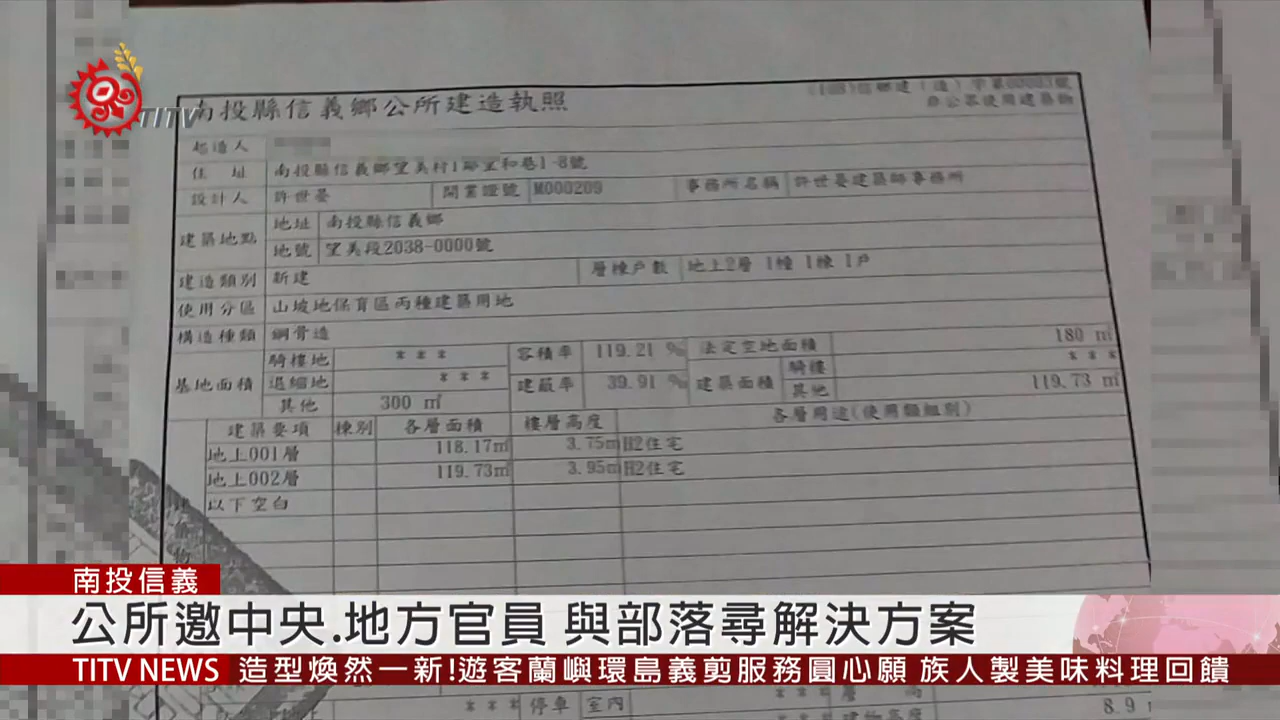 TITV
南投縣信義鄉公所建造執照
非公眾使用建築物
起造人
住 址 南投縣信義鄉望美村1鄰至和巷1-8號
設計人 許世晏 開業證號 M000209 事務所名稱 許世晏建築師事務所
建築地點 地址 南投縣信義鄉
地號 望美段2038-0000號
建造類別 新建 層棟戶數 地上2層 1幢 1棟 1戶
使用分區 山坡地保育區丙種建築用地
構造種類 鋼骨造
基地面積 騎樓地 *** 容積率 119.21 % 法定空地面積 180 ㎡
退縮地 *** 建蔽率 39.91 % 建築面積 騎樓 ***
其他 300 ㎡ 其他 119.73 ㎡
建築要項 種別 各層面積 樓層高度 各層用途(使用類組別)
地上001層 118.17㎡ 3.75m H2住宅
地上002層 119.73㎡ 3.95m H2住宅
以下空白
南投信義
公所邀中央.地方官員 與部落尋解決方案
TITV NEWS 造型煥然一新!遊客蘭嶼環島義剪服務圓心願 族人製美味料理回饋
*** 停車 室內 8.9